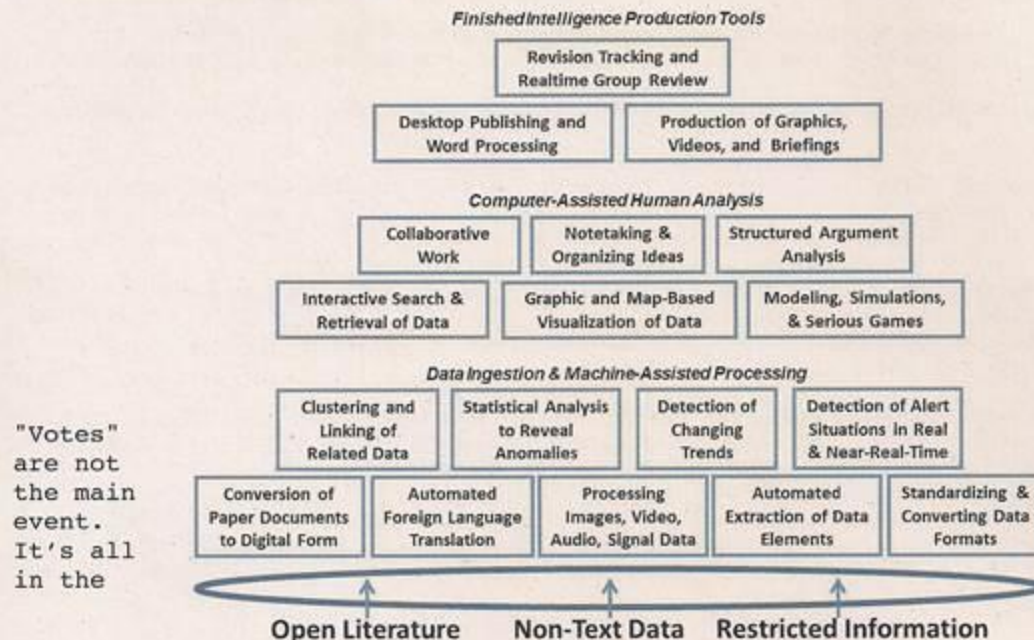 Finished Intelligence Production Tools
Revision Tracking and
Realtime Group Review
Desktop Publishing and
Word Processing
Production of Graphics,
Videos, and Briefings
Computer-Assisted Human Analysis
Collaborative
Work
Notetaking &
Organizing Ideas
Structured Argument
Analysis
Interactive Search &
Retrieval of Data
Graphic and Map-Based
Visualization of Data
Modeling, Simulations,
& Serious Games
Data Ingestion & Machine-Assisted Processing
Clustering and
Linking of
Related Data
Statistical Analysis
to Reveal
Anomalies
Detection of
Changing
Trends
Detection of Alert
Situations in Real
& Near-Real-Time
Conversion of
Paper Documents
to Digital Form
Automated
Foreign Language
Translation
Processing
Images, Video,
Audio, Signal Data
Automated
Extraction of Data
Elements
Standardizing &
Converting Data
Formats
Open Literature
Non-Text Data
Restricted Information
"Votes"
are not
the main
event.
It's all
in the